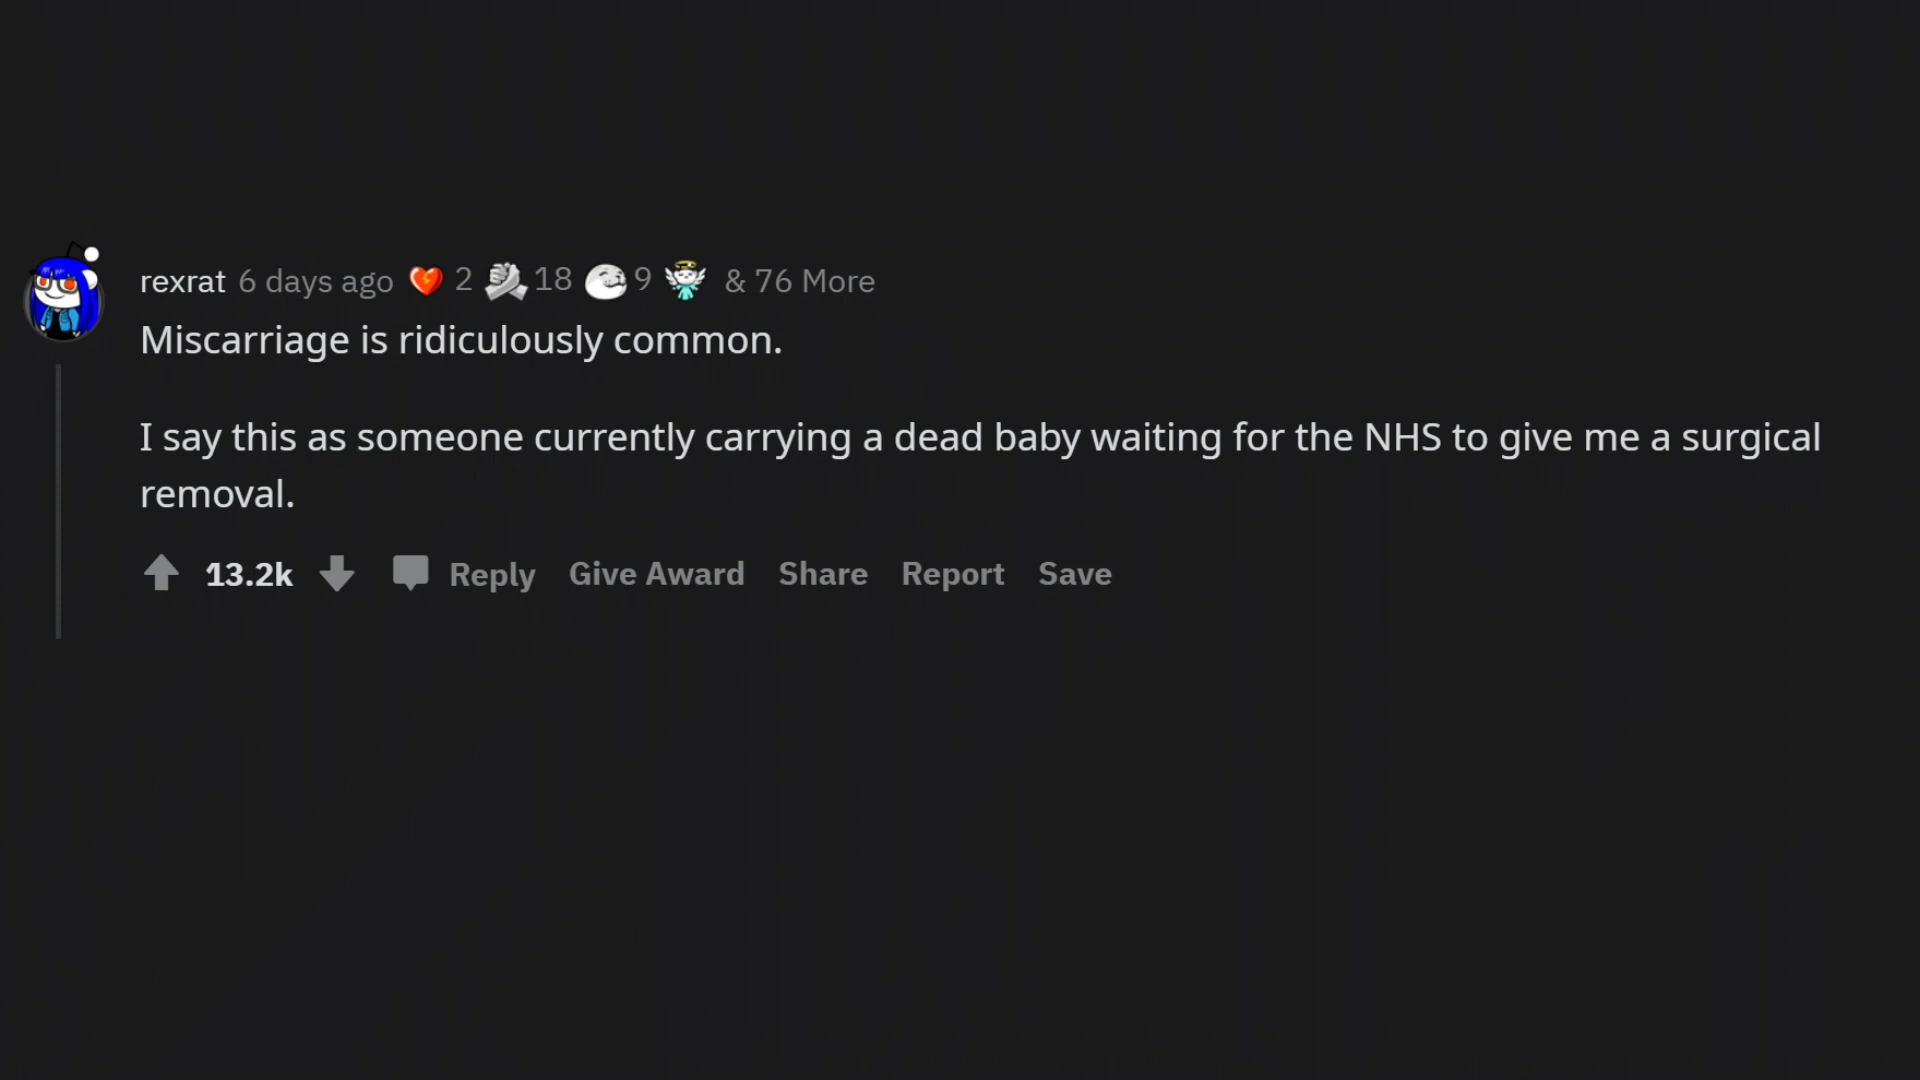 rexrat 6 days ago 2 18 9 & 76 More
Miscarriage is ridiculously common.
I say this as someone currently carrying a dead baby waiting for the NHS to give me a surgical
removal.
13.2k Reply Give Award Share Report Save